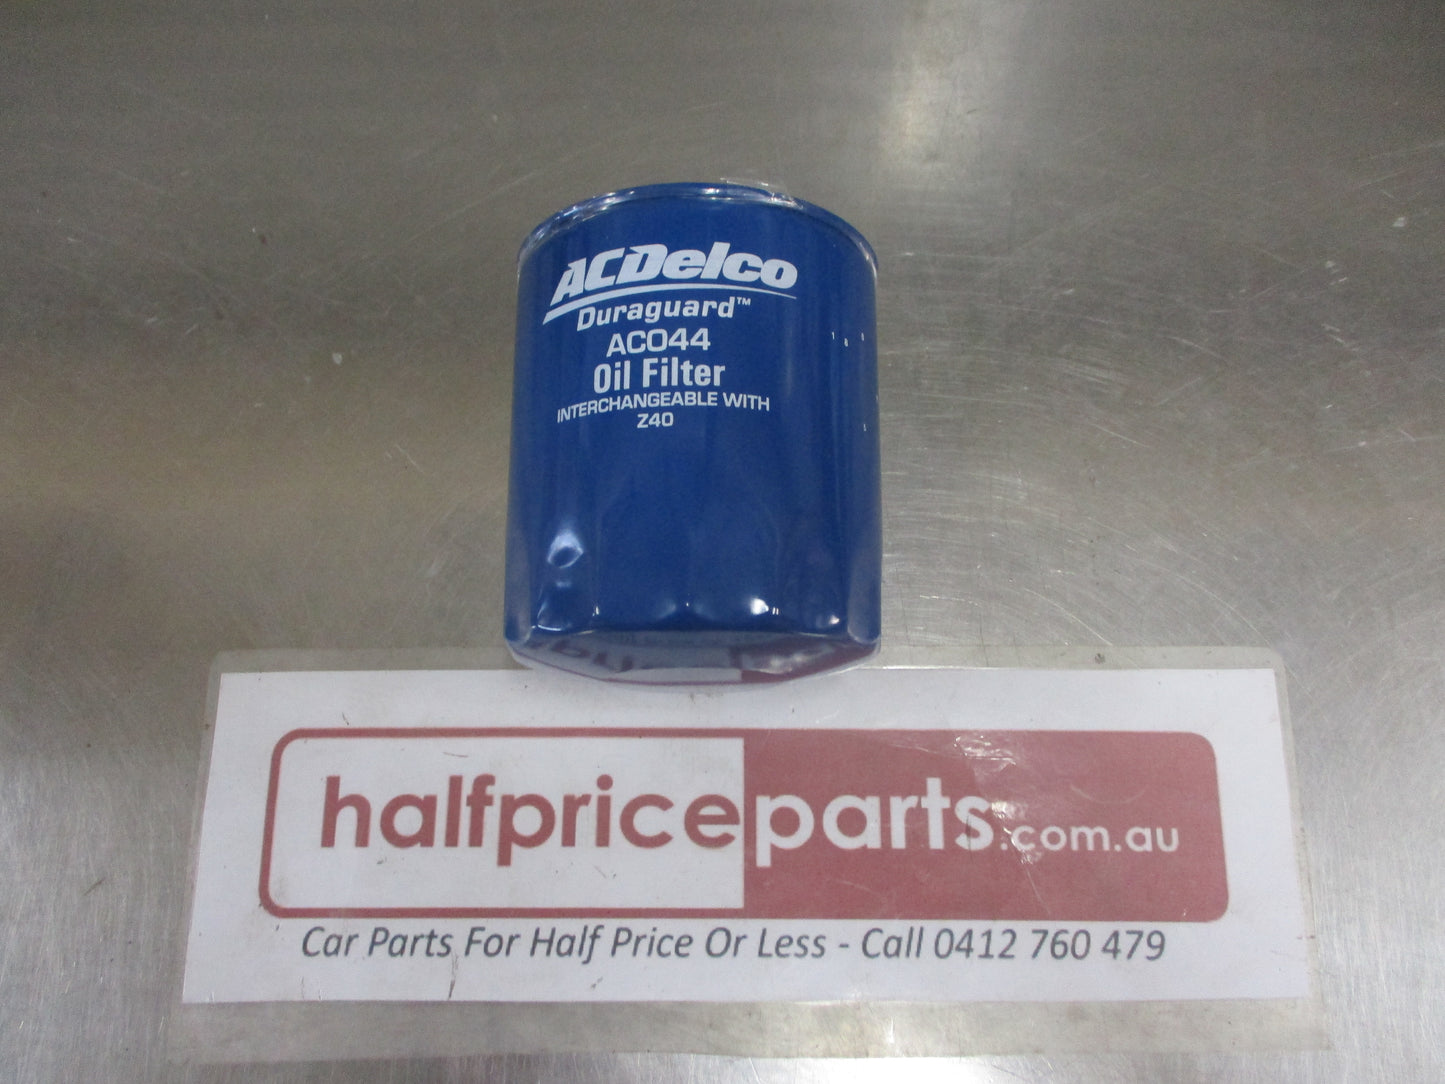 ACDelco
Duraguard™
ACO44
Oil Filter
INTERCHANGEABLE WITH
Z40
halfpriceparts.com.au
Car Parts For Half Price Or Less - Call 0412 760 479